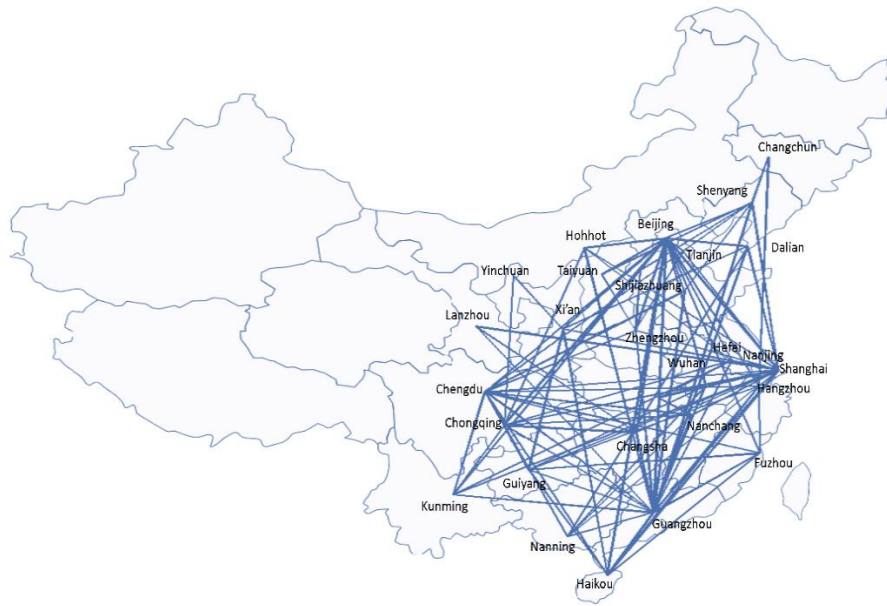 Changchun
Shenyang
Beijing
Hohhot
Tianjin
Dalian
Yinchuan
Taiyuan
Shijiazhuang
Lanzhou
Xi'an
Zhengzhou
Hefai
Nanjing
Wuhan
Shanghai
Chengdu
Hangzhou
Chongqing
Nanchang
Changsha
Fuzhou
Guiyang
Kunming
Guangzhou
Nanning
Haikou